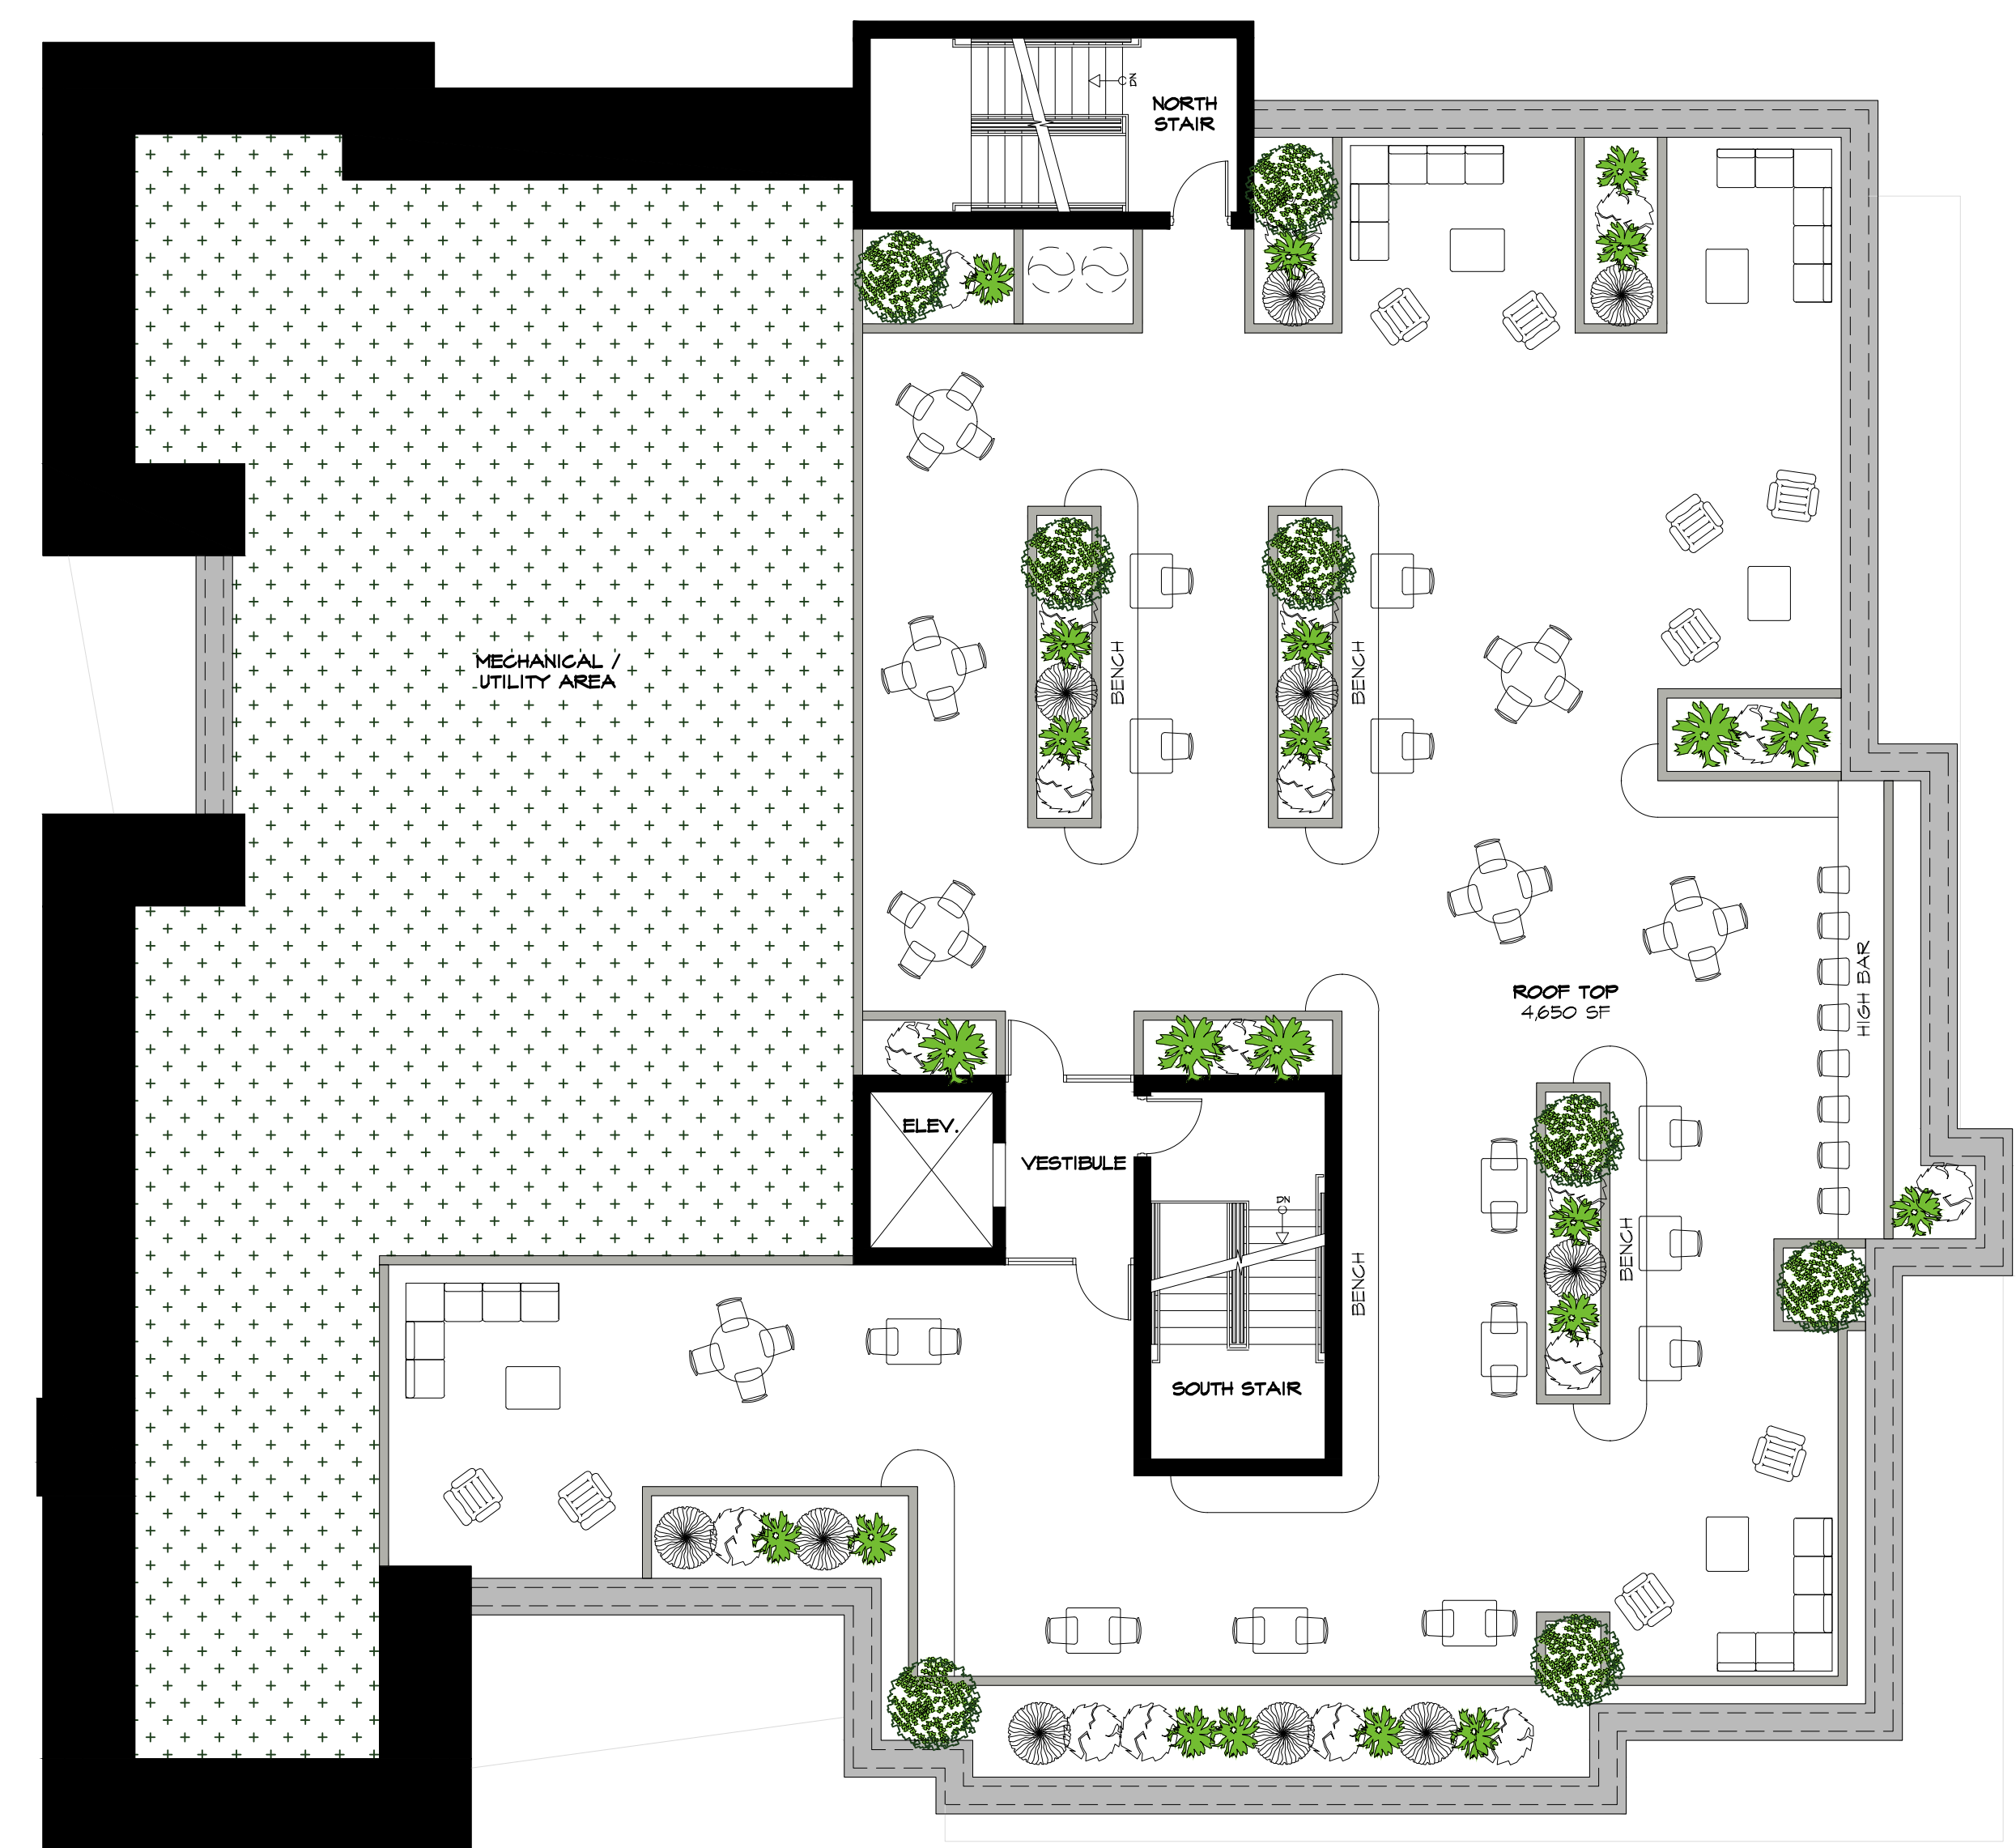 DN
NORTH
STAIR
MECHANICAL /
UTILITY AREA
BENCH
BENCH
HIGH BAR
ROOF TOP
4,650 SF
ELEV.
VESTIBULE
DN
BENCH
BENCH
SOUTH STAIR